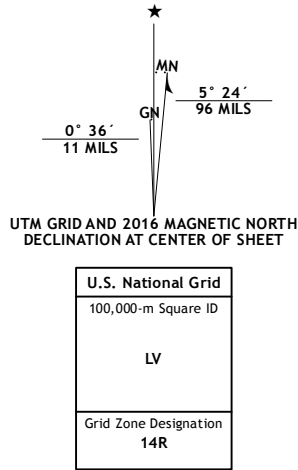 ★
MN
GN
5° 24´
96 MILS
0° 36´
11 MILS
UTM GRID AND 2016 MAGNETIC NORTH
DECLINATION AT CENTER OF SHEET
U.S. National Grid
100,000-m Square ID
LV
Grid Zone Designation
14R